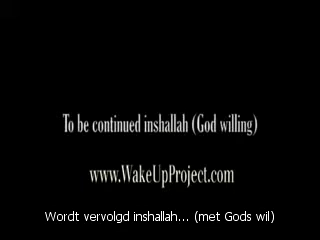 To be continued inshallah (God willing)
www.WakeUpProject.com
Wordt vervolgd inshallah... (met Gods wil)